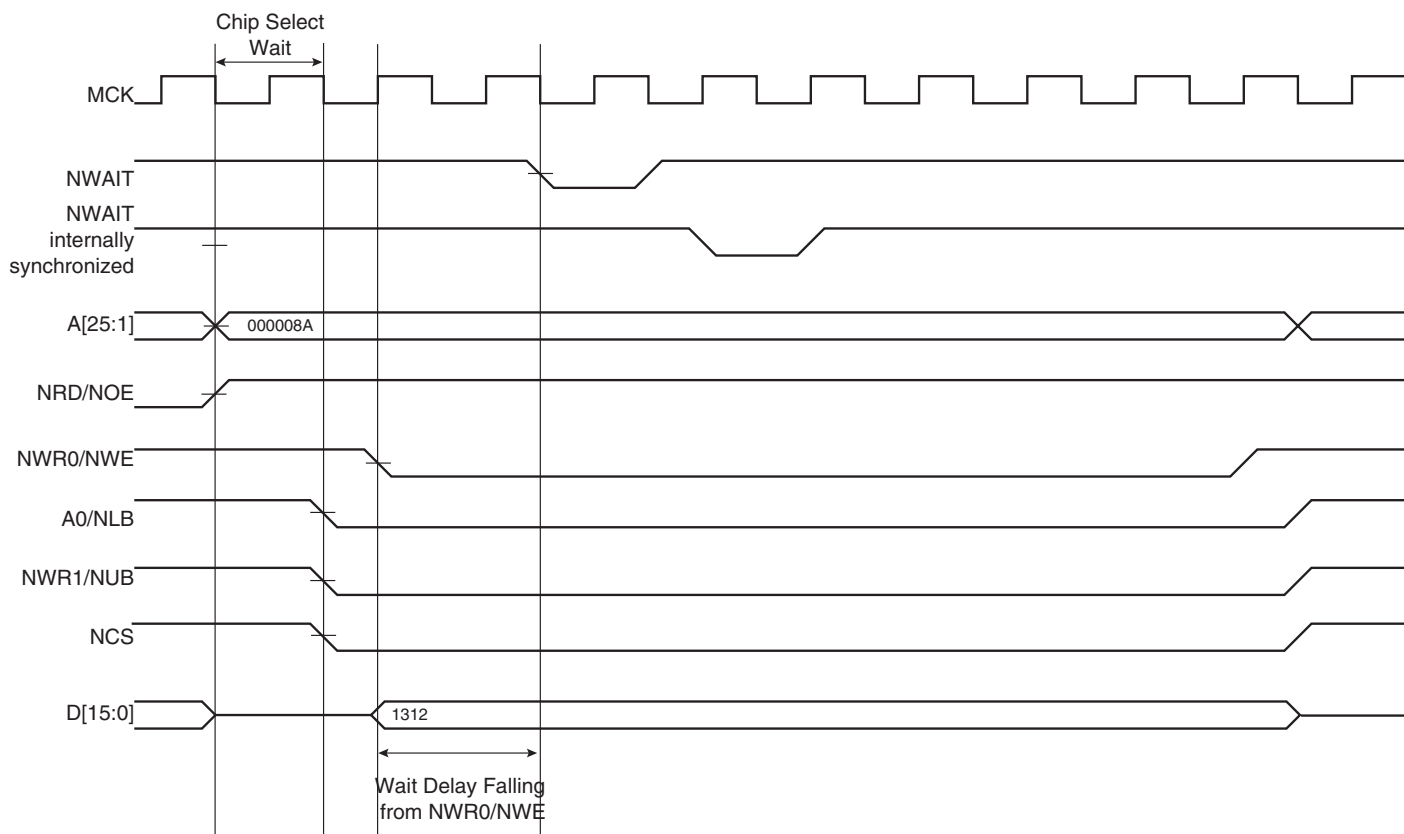 Chip Select
Wait
MCK
NWAIT
NWAIT
internally
synchronized
A[25:1]
000008A
NRD/NOE
NWR0/NWE
A0/NLB
NWR1/NUB
NCS
D[15:0]
1312
Wait Delay Falling
from NWR0/NWE